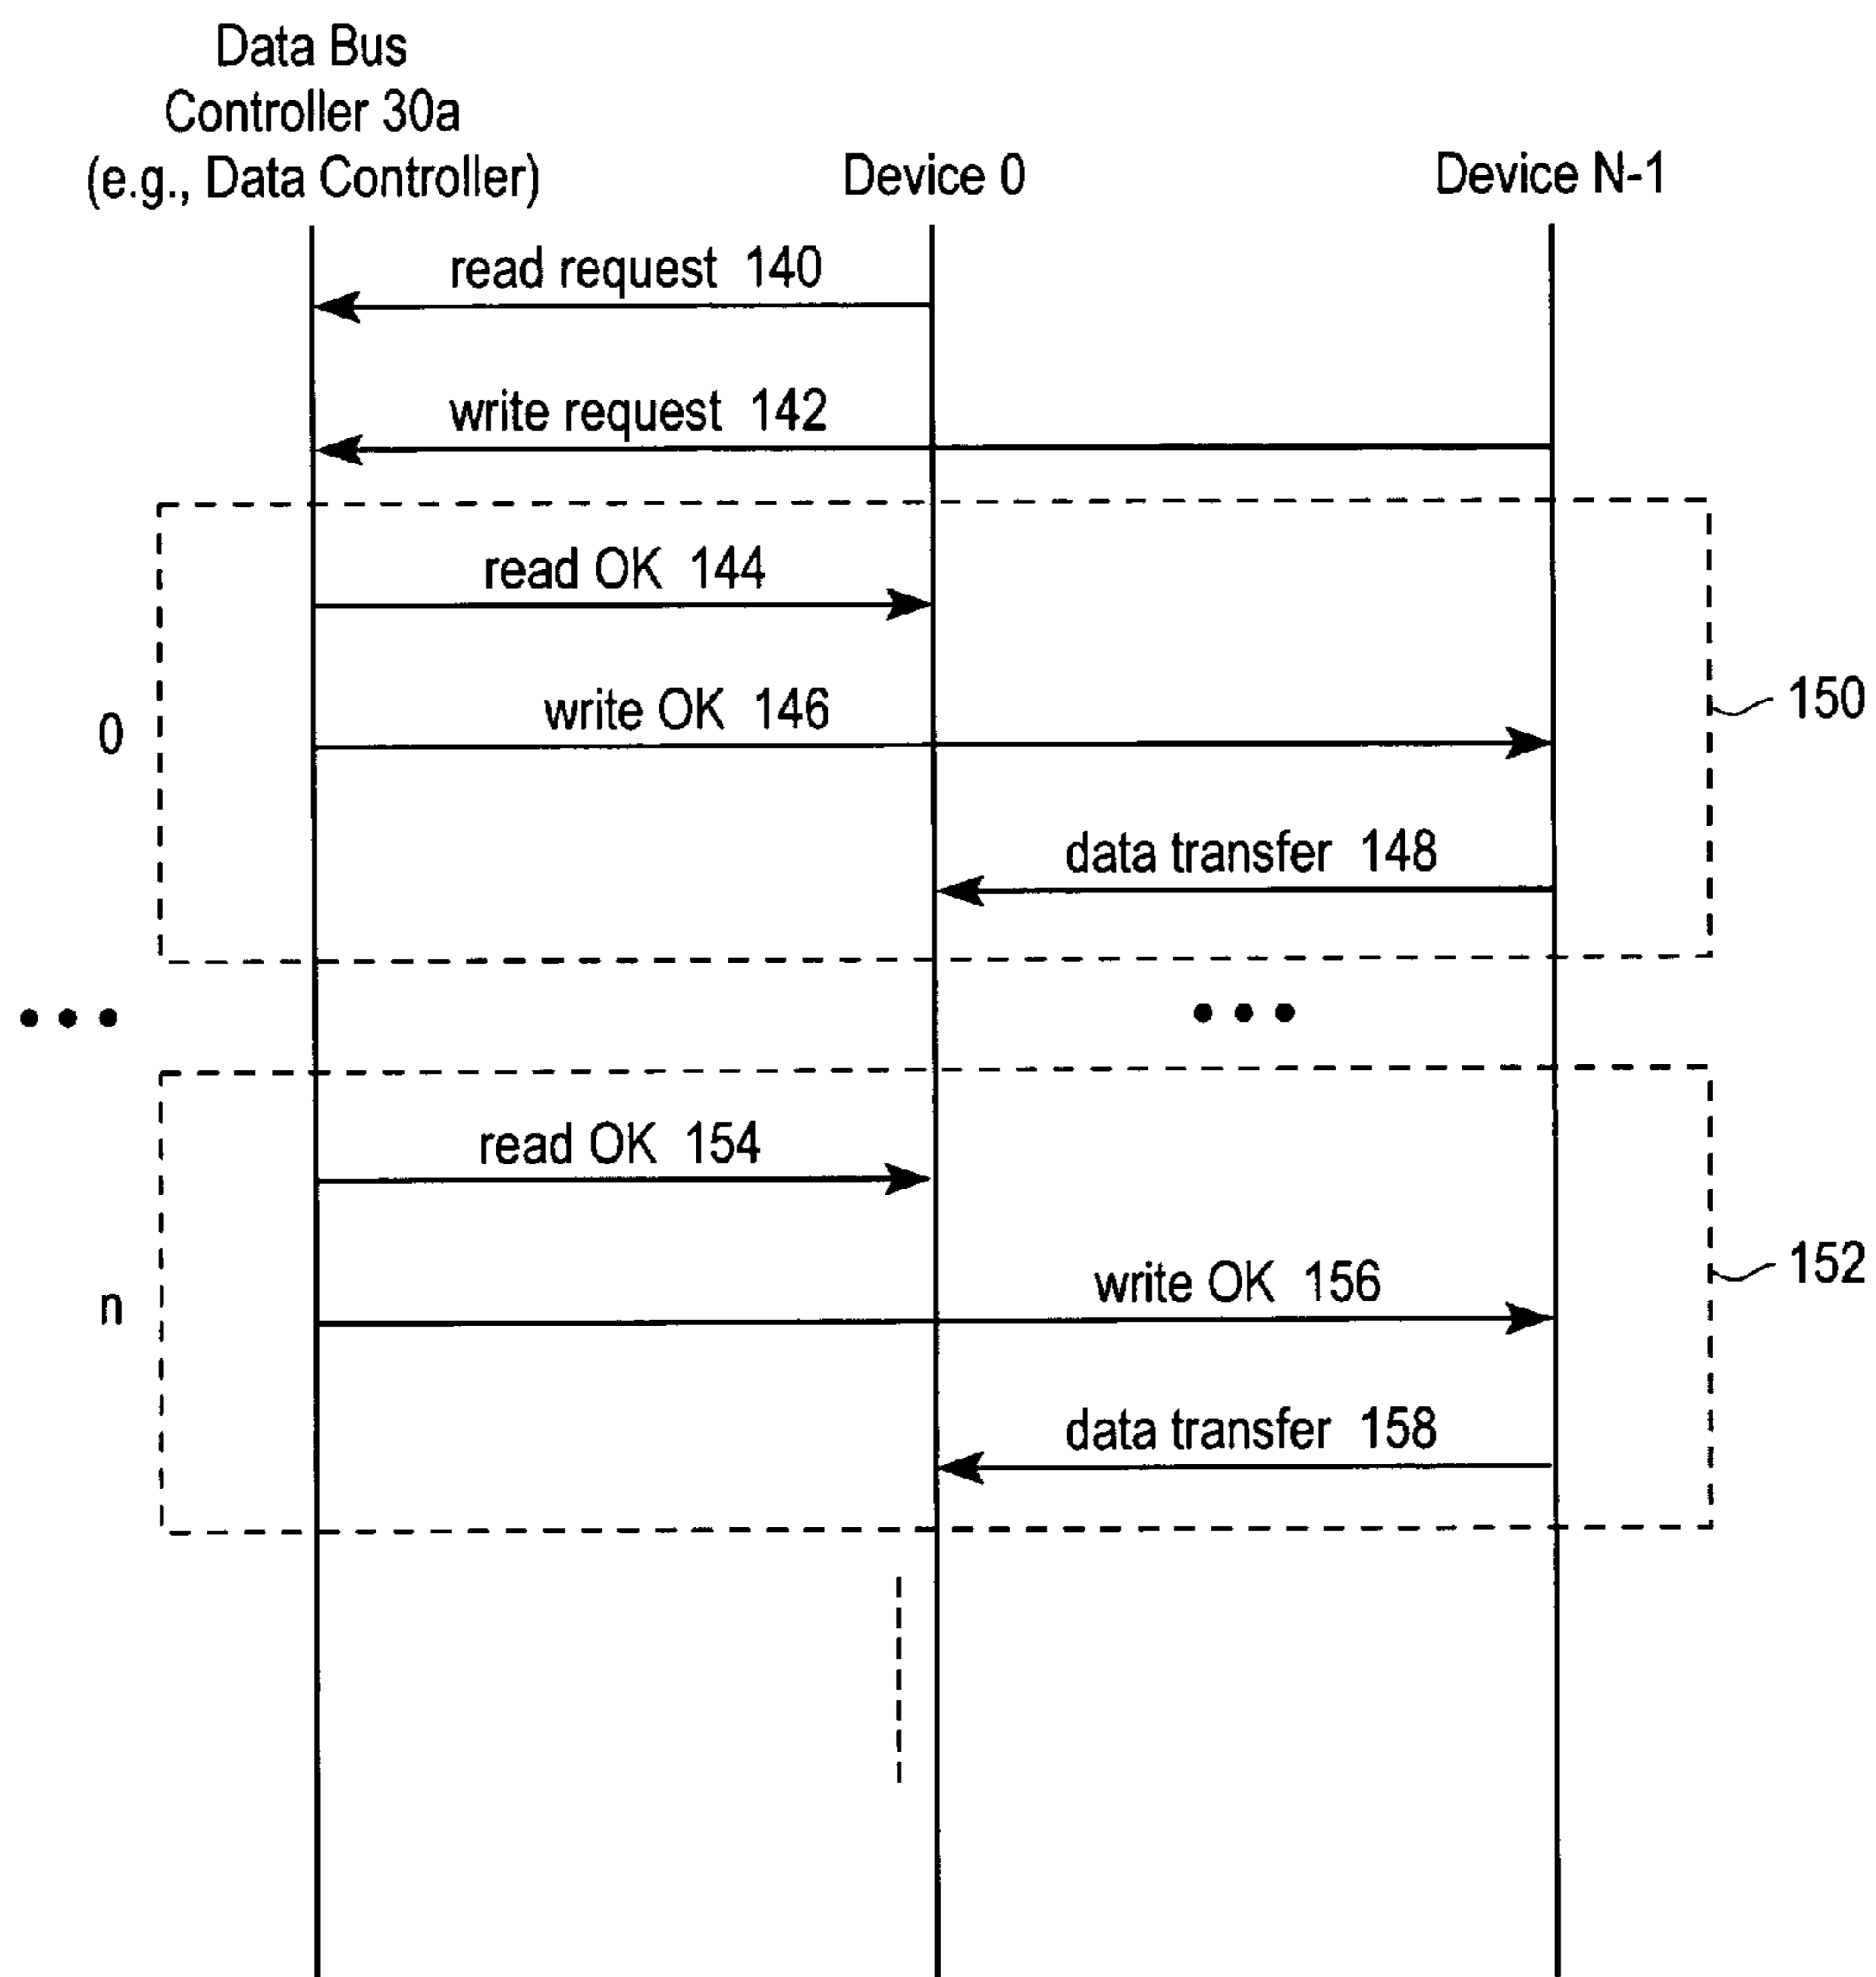 Data Bus
Controller 30a
(e.g., Data Controller)
Device 0
Device N-1
read request 140
write request 142
read OK 144
write OK 146
0
150
data transfer 148
read OK 154
write OK 156
n
152
data transfer 158